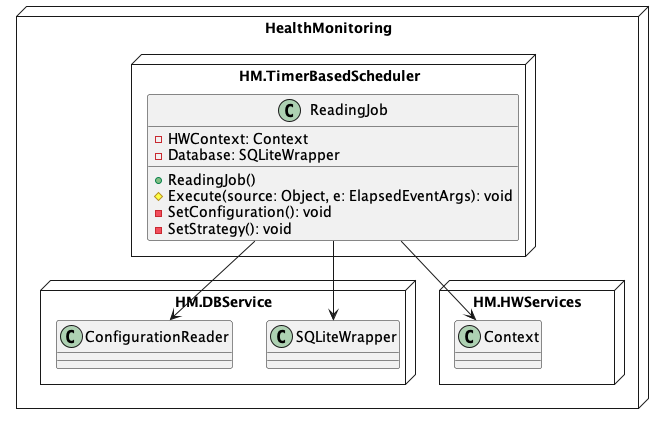 HealthMonitoring
HM.TimerBasedScheduler
C ReadingJob
HWContext: Context
Database: SQLiteWrapper
ReadingJob()
Execute(source: Object, e: ElapsedEventArgs): void
SetConfiguration(): void
SetStrategy(): void
HM.DBService
C ConfigurationReader
C SQLiteWrapper
HM.HWServices
C Context